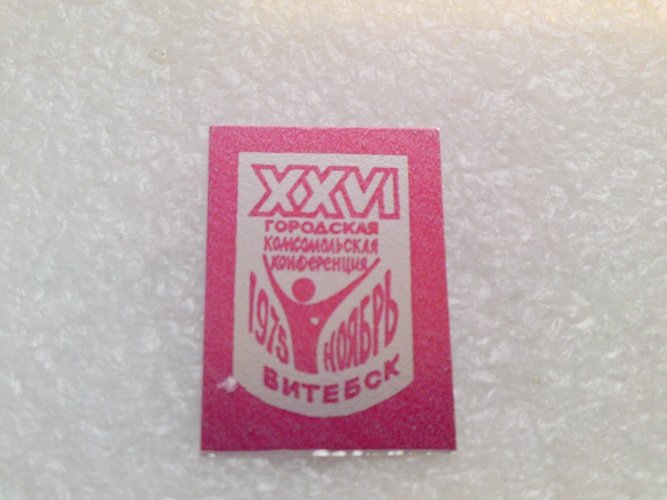 XXVI
ГОРОДСКАЯ
КОМСОМОЛЬСКАЯ
КОНФЕРЕНЦИЯ
1975 НОЯБРЬ
ВИТЕБСК